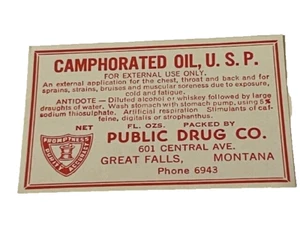 CAMPHORATED OIL, U. S. P.
FOR EXTERNAL USE ONLY.
An external application for the chest, throat and back and for
sprains, strains, bruises and muscular soreness due to exposure,
cold and fatigue.
ANTIDOTE — Diluted alcohol or whiskey followed by large
draughts of water. Wash stomach with stomach pump, using 5%
sodium thiosulphate. Artificial respiration Stimulants of caf-
feine, digitalis or strophanthus.
NET FL. OZS. PACKED BY
PUBLIC DRUG CO.
601 CENTRAL AVE.
GREAT FALLS, MONTANA
Phone 6943
PROMPTNESS
PURITY ACCURACY